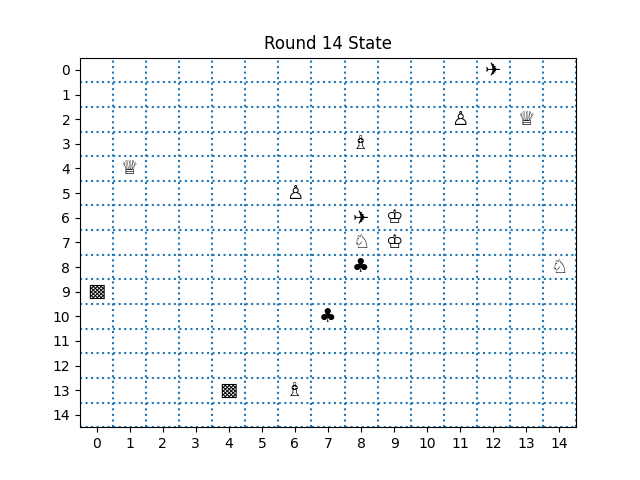 Round 14 State
0 ✈
1
2 ♙ ♕
3 ♗
4 ♕
5 ♙
6 ✈ ♔
7 ♘ ♔
8 ♣ ♘
9 ▩
10 ♣
11
12
13 ▩ ♗
14
0 1 2 3 4 5 6 7 8 9 10 11 12 13 14